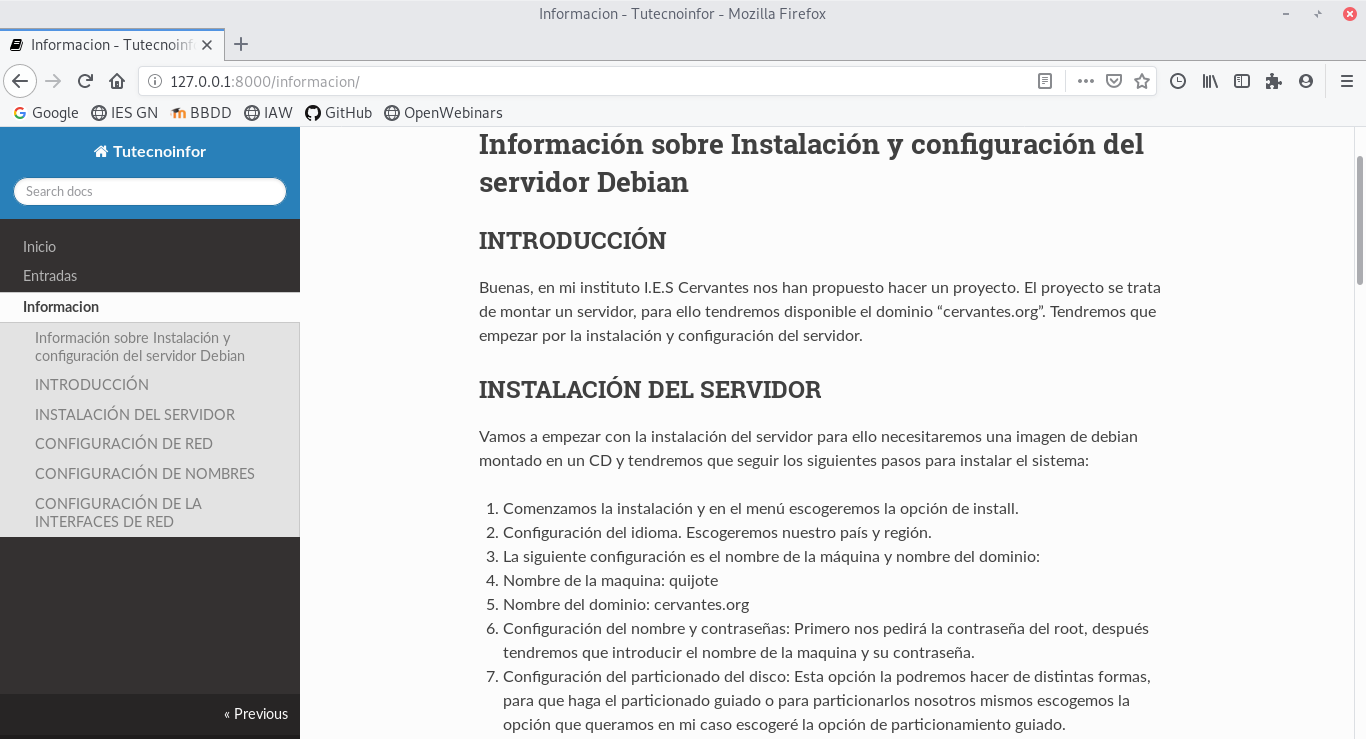 Informacion - Tutecnoinfor - Mozilla Firefox
Informacion - Tutecnoinf
127.0.0.1:8000/informacion/
Google IES GN BBDD IAW GitHub OpenWebinars
Tutecnoinfor
Search docs
Inicio
Entradas
Informacion
Información sobre Instalación y
configuración del servidor Debian
INTRODUCCIÓN
INSTALACIÓN DEL SERVIDOR
CONFIGURACIÓN DE RED
CONFIGURACIÓN DE NOMBRES
CONFIGURACIÓN DE LA
INTERFACES DE RED
« Previous
Información sobre Instalación y configuración del
servidor Debian
INTRODUCCIÓN
Buenas, en mi instituto I.E.S Cervantes nos han propuesto hacer un proyecto. El proyecto se trata
de montar un servidor, para ello tendremos disponible el dominio “cervantes.org”. Tendremos que
empezar por la instalación y configuración del servidor.
INSTALACIÓN DEL SERVIDOR
Vamos a empezar con la instalación del servidor para ello necesitaremos una imagen de debian
montado en un CD y tendremos que seguir los siguientes pasos para instalar el sistema:
1. Comenzamos la instalación y en el menú escogeremos la opción de install.
2. Configuración del idioma. Escogeremos nuestro país y región.
3. La siguiente configuración es el nombre de la máquina y nombre del dominio:
4. Nombre de la maquina: quijote
5. Nombre del dominio: cervantes.org
6. Configuración del nombre y contraseñas: Primero nos pedirá la contraseña del root, después
tendremos que introducir el nombre de la maquina y su contraseña.
7. Configuración del particionado del disco: Esta opción la podremos hacer de distintas formas,
para que haga el particionado guiado o para particionarlos nosotros mismos escogemos la
opción que queramos en mi caso escogeré la opción de particionamiento guiado.